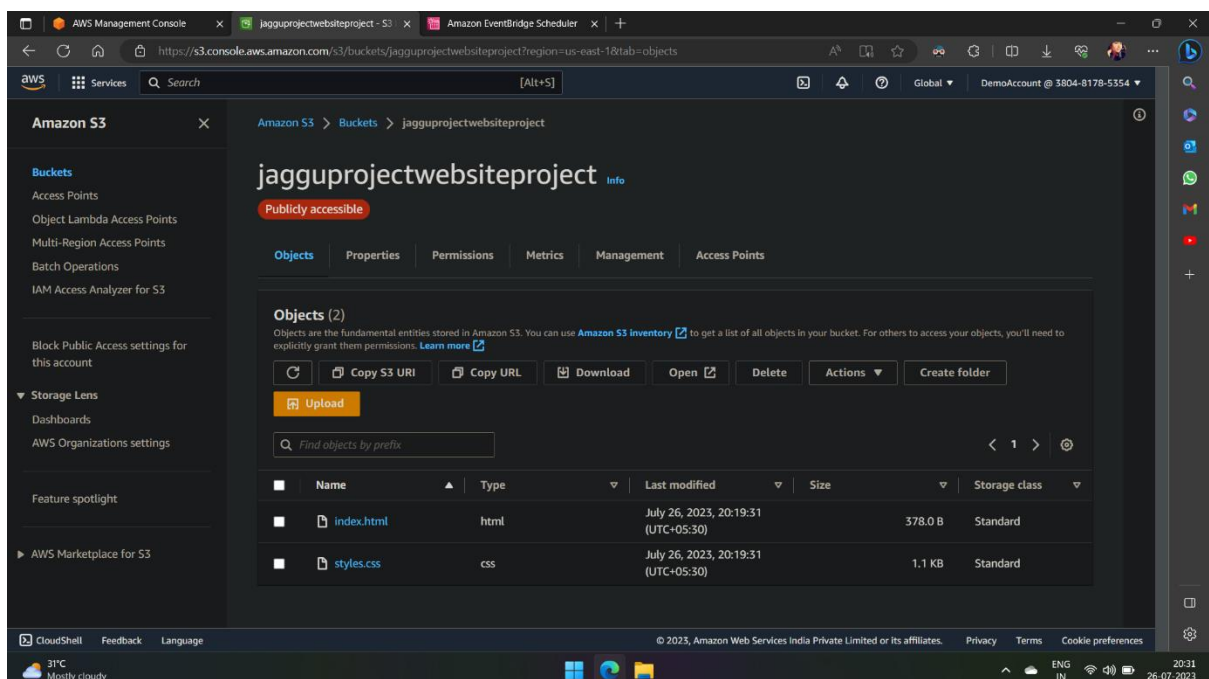 AWS Management Console
jagguprojectwebsiteproject - S3
Amazon EventBridge Scheduler
https://s3.console.aws.amazon.com/s3/buckets/jagguprojectwebsiteproject?region=us-east-1&tab=objects
aws Services Search [Alt+S] Global DemoAccount @ 3804-8178-5354
Amazon S3
Buckets
Access Points
Object Lambda Access Points
Multi-Region Access Points
Batch Operations
IAM Access Analyzer for S3
Block Public Access settings for
this account
Storage Lens
Dashboards
AWS Organizations settings
Feature spotlight
AWS Marketplace for S3
Amazon S3 > Buckets > jagguprojectwebsiteproject
jagguprojectwebsiteproject Info
Publicly accessible
Objects Properties Permissions Metrics Management Access Points
Objects (2)
Objects are the fundamental entities stored in Amazon S3. You can use Amazon S3 inventory to get a list of all objects in your bucket. For others to access your objects, you'll need to
explicitly grant them permissions. Learn more
Copy S3 URI Copy URL Download Open Delete Actions Create folder
Upload
Find objects by prefix
1
Name Type Last modified Size Storage class
index.html html July 26, 2023, 20:19:31 (UTC+05:30) 378.0 B Standard
styles.css css July 26, 2023, 20:19:31 (UTC+05:30) 1.1 KB Standard
CloudShell Feedback Language © 2023, Amazon Web Services India Private Limited or its affiliates. Privacy Terms Cookie preferences
31°C
Mostly cloudy
ENG
IN
20:31
26-07-2023